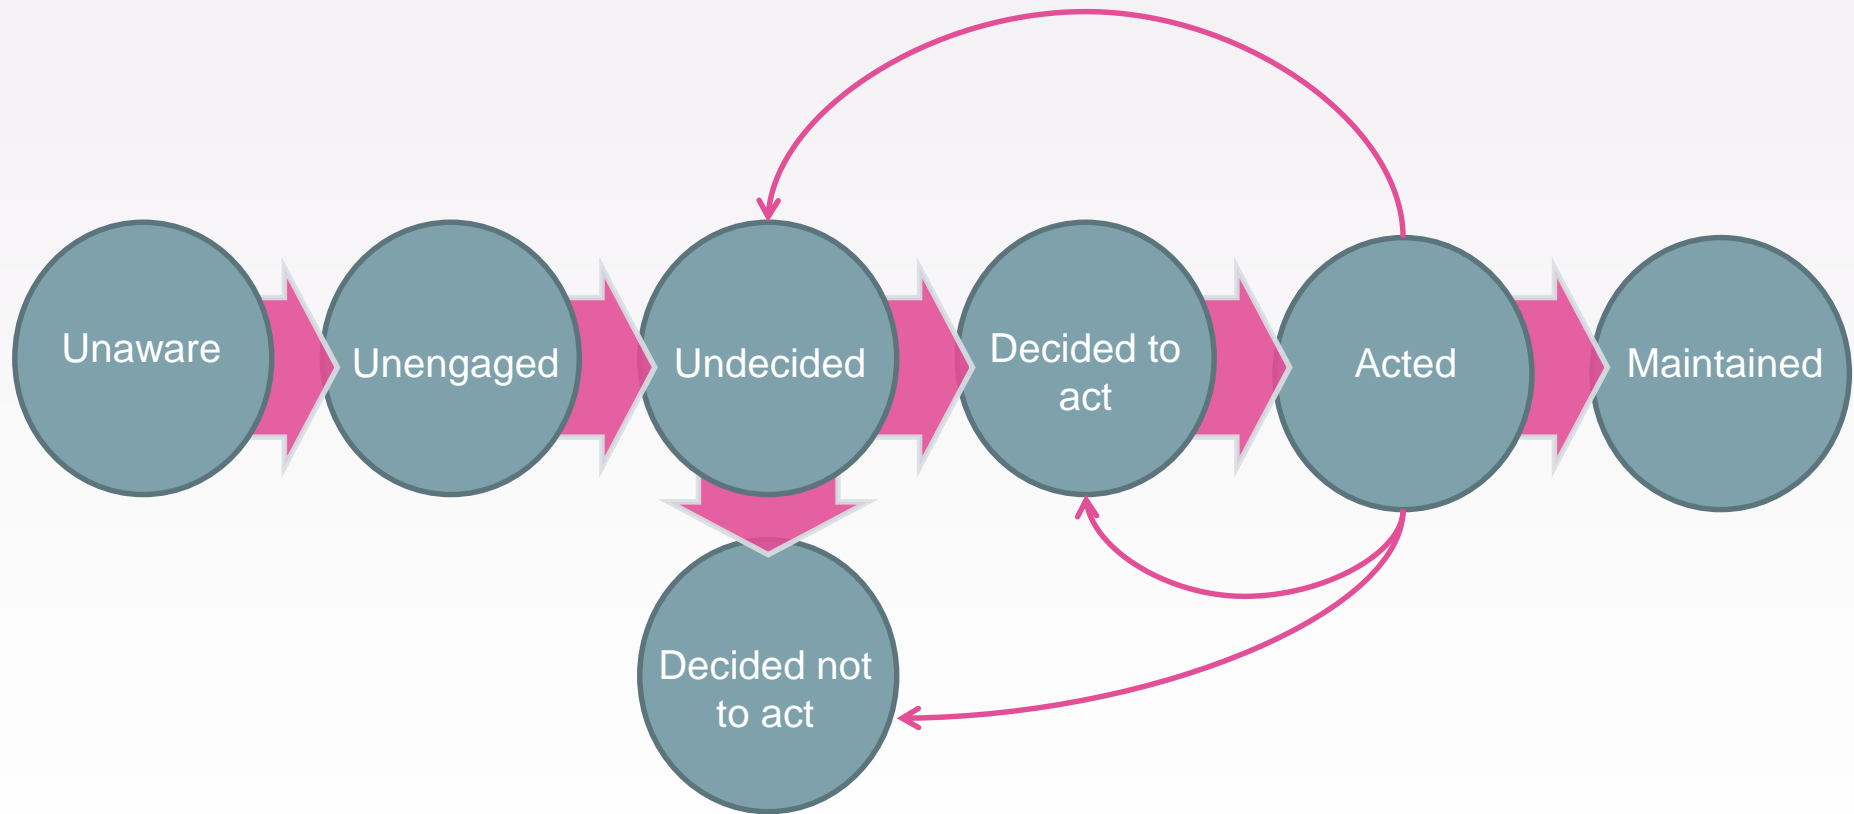 Unaware
Unengaged
Undecided
Decided to
act
Acted
Maintained
Decided not
to act